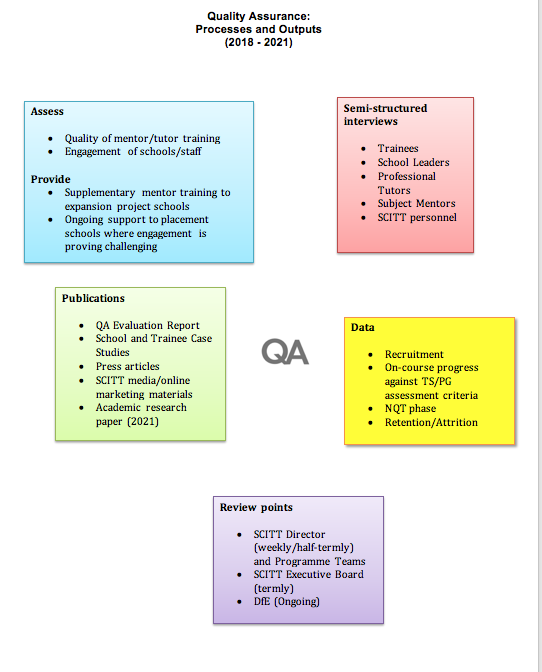 Quality Assurance:
Processes and Outputs
(2018 - 2021)
Assess
• Quality of mentor/tutor training
• Engagement of schools/staff
Provide
• Supplementary mentor training to
expansion project schools
• Ongoing support to placement
schools where engagement is
proving challenging
Semi-structured
interviews
• Trainees
• School Leaders
• Professional
Tutors
• Subject Mentors
• SCITT personnel
Publications
• QA Evaluation Report
• School and Trainee Case
Studies
• Press articles
• SCITT media/online
marketing materials
• Academic research
paper (2021)
QA
Data
• Recruitment
• On-course progress
against TS/PG
assessment criteria
• NQT phase
• Retention/Attrition
Review points
• SCITT Director
(weekly/half-termly)
and Programme Teams
• SCITT Executive Board
(termly)
• DfE (Ongoing)